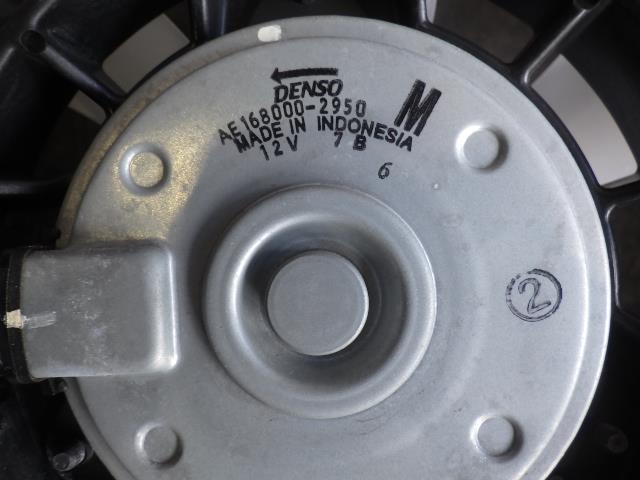 DENSO
AE168000-2950 M
MADE IN INDONESIA
12V 7B
6
2